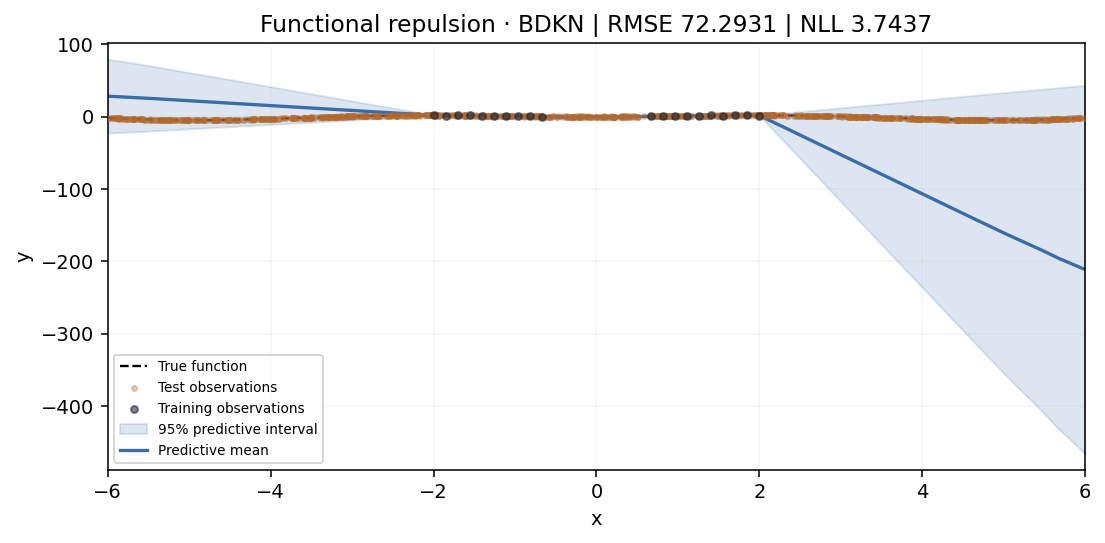 Functional repulsion · BDKN | RMSE 72.2931 | NLL 3.7437
100
0
−100
−200
−300
−400
y
True function
Test observations
Training observations
95% predictive interval
Predictive mean
−6
−4
−2
0
2
4
6
x